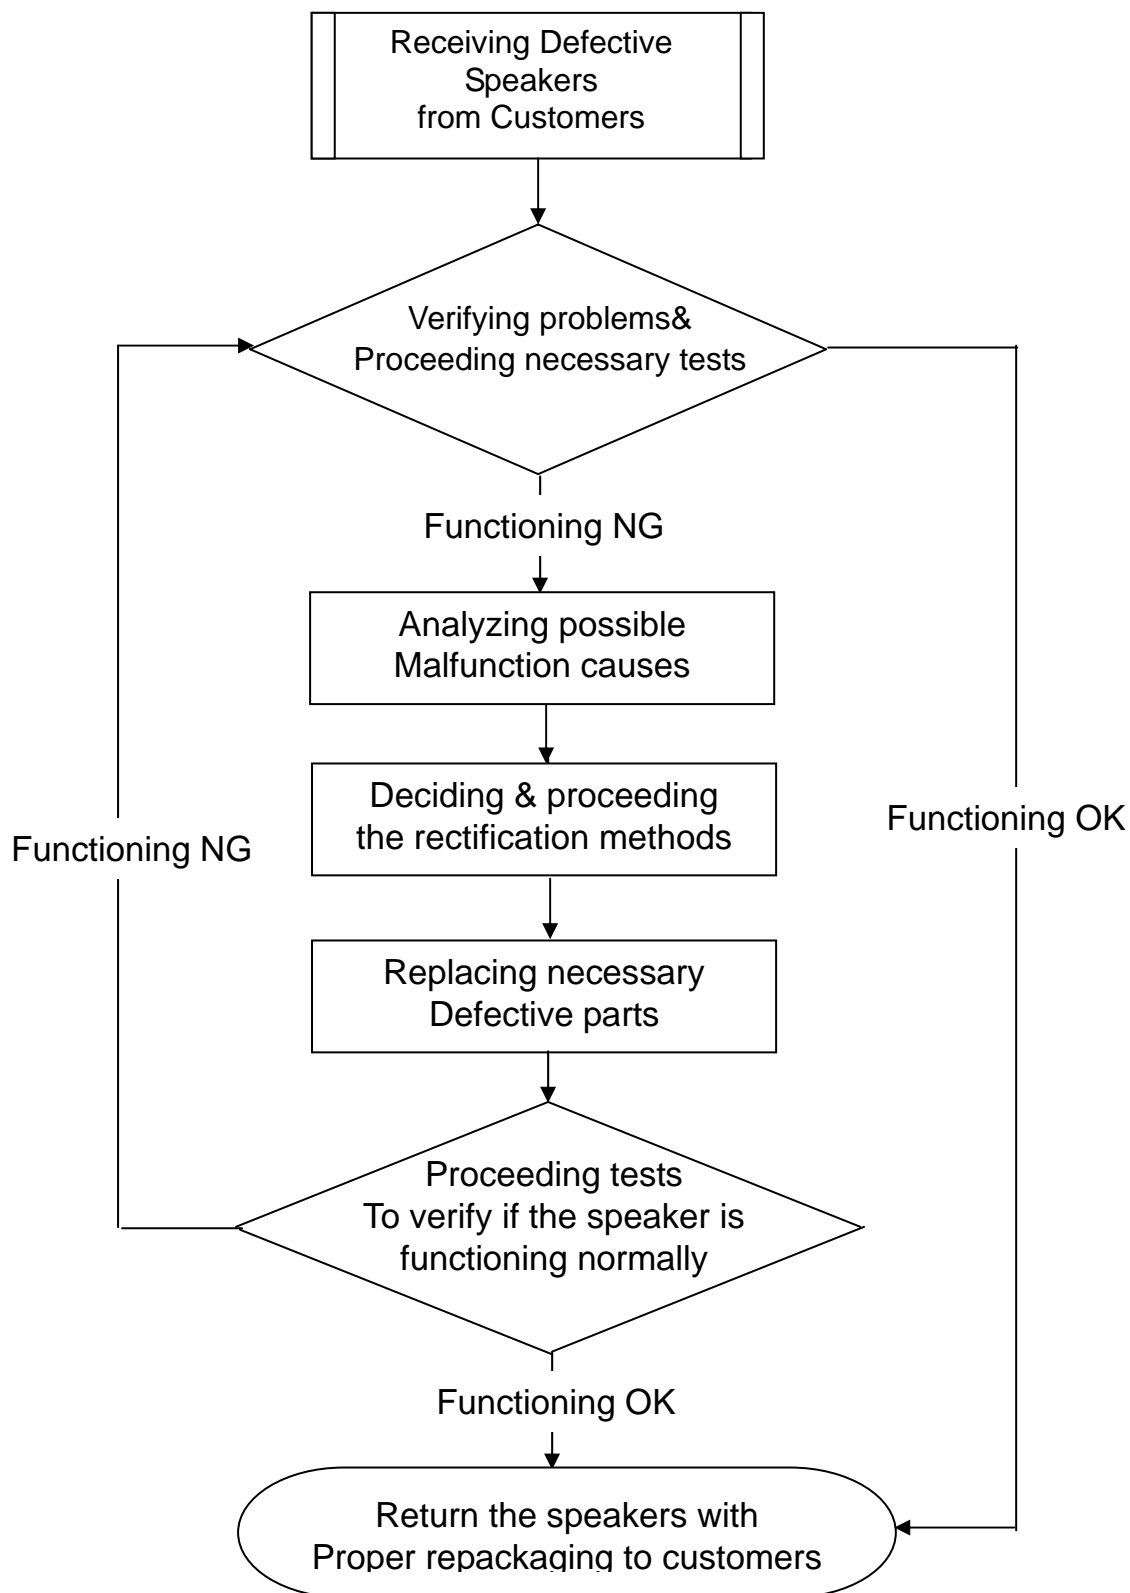 Receiving Defective
Speakers
from Customers
Verifying problems&
Proceeding necessary tests
Functioning NG
Analyzing possible
Malfunction causes
Deciding & proceeding
the rectification methods
Functioning OK
Functioning NG
Replacing necessary
Defective parts
Proceeding tests
To verify if the speaker is
functioning normally
Functioning OK
Return the speakers with
Proper repackaging to customers